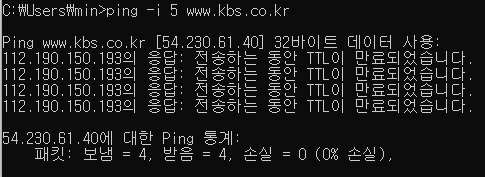 C:₩Users₩min>ping -i 5 www.kbs.co.kr
Ping www.kbs.co.kr [54.230.61.40] 32바이트 데이터 사용:
112.190.150.193의 응답: 전송하는 동안 TTL이 만료되었습니다.
112.190.150.193의 응답: 전송하는 동안 TTL이 만료되었습니다.
112.190.150.193의 응답: 전송하는 동안 TTL이 만료되었습니다.
112.190.150.193의 응답: 전송하는 동안 TTL이 만료되었습니다.
54.230.61.40에 대한 Ping 통계:
패킷: 보냄 = 4, 받음 = 4, 손실 = 0 (0% 손실),